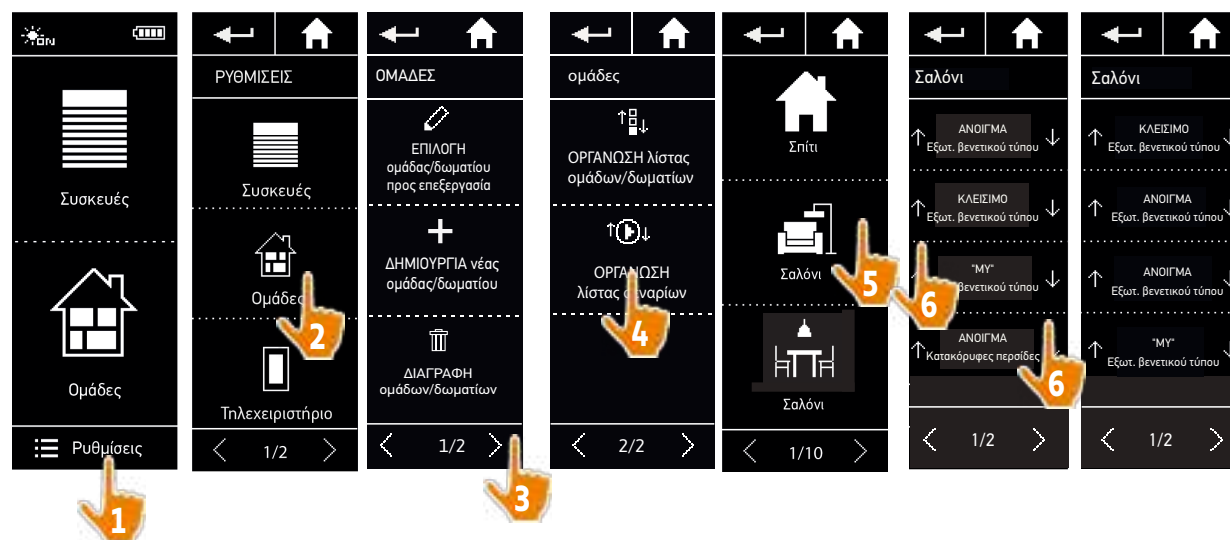 ON
Συσκευές
Ομάδες
Ρυθμίσεις
1
ΡΥΘΜΙΣΕΙΣ
Συσκευές
Ομάδες
2
Τηλεχειριστήριο
1/2
ΟΜΑΔΕΣ
ΕΠΙΛΟΓΗ
ομάδας/δωματίου
προς επεξεργασία
ΔΗΜΙΟΥΡΓΙΑ νέας
ομάδας/δωματίου
ΔΙΑΓΡΑΦΗ
ομάδων/δωματίων
1/2
3
ομάδες
ΟΡΓΑΝΩΣΗ λίστας
ομάδων/δωματίων
ΟΡΓΑΝΩΣΗ
λίστας
4
2/2
Σπίτι
Σαλόνι
5
Σαλόνι
1/10
Σαλόνι
ΑΝΟΙΓΜΑ
Εξωτ. βενετικού τύπου
ΚΛΕΙΣΙΜΟ
Εξωτ. βενετικού τύπου
"MY"
βενετικού τύπου
6
ΑΝΟΙΓΜΑ
Κατακόρυφες περσίδες
6
1/2
Σαλόνι
ΚΛΕΙΣΙΜΟ
Εξωτ. βενετικού τύπου
ΑΝΟΙΓΜΑ
Εξωτ. βενετικού τύπου
ΑΝΟΙΓΜΑ
Εξωτ. βενετικού τύπου
"MY"
Εξωτ. βενετικού τύπου
1/2